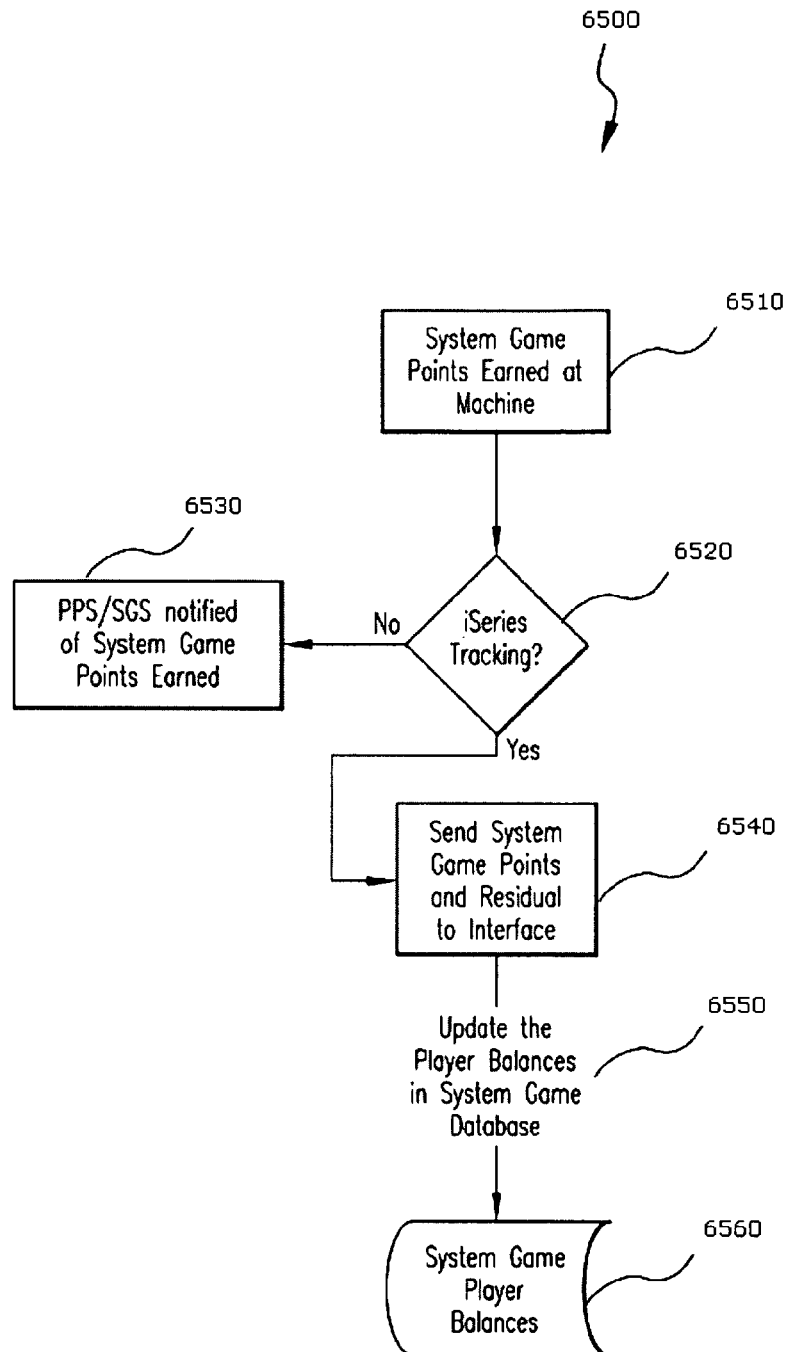 6500
6510
System Game
Points Earned at
Machine
6530
6520
PPS/SGS notified
of System Game
Points Earned
No
iSeries
Tracking?
Yes
6540
Send System
Game Points
and Residual
to Interface
6550
Update the
Player Balances
in System Game
Database
6560
System Game
Player
Balances